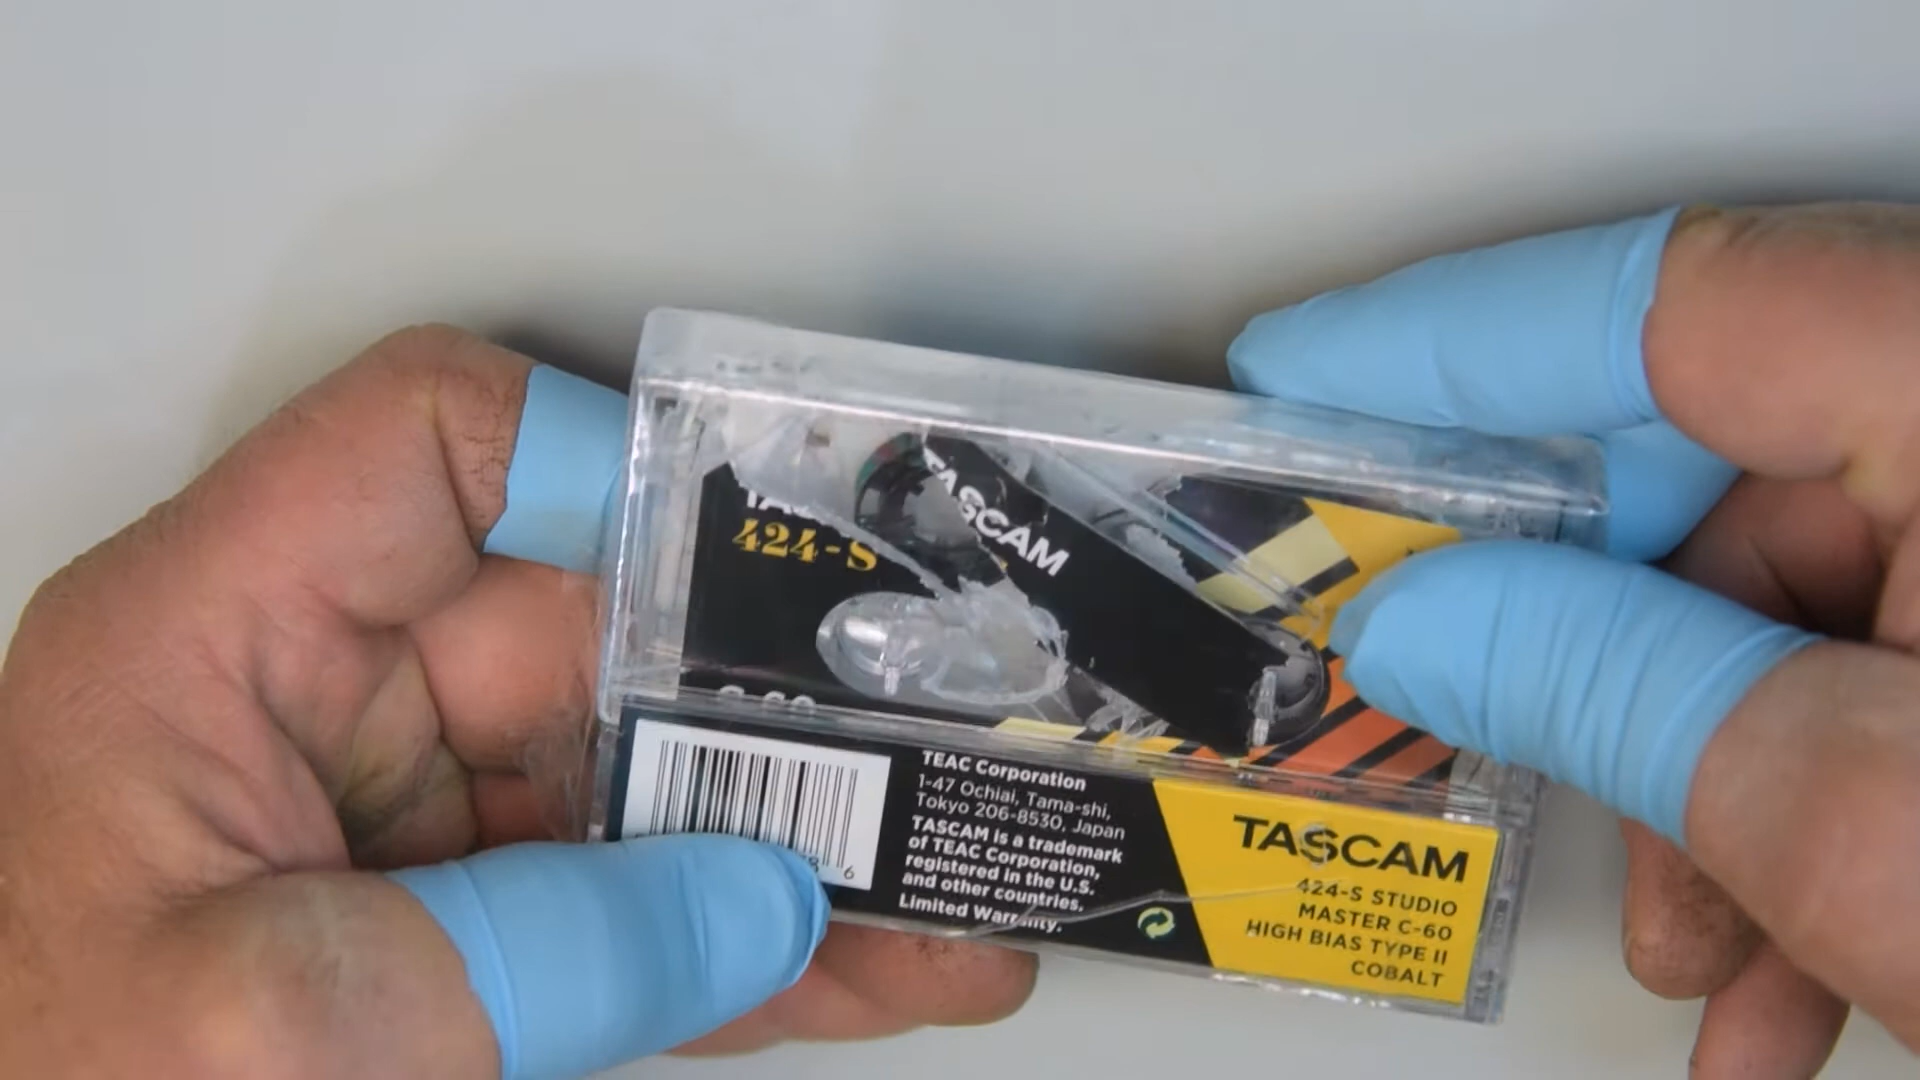 424-S
TASCAM
TEAC Corporation
1-47 Ochiai, Tama-shi,
Tokyo 206-8530, Japan
TASCAM is a trademark
of TEAC Corporation,
registered in the U.S.
and other countries.
Limited Warranty.
6
TASCAM
424-S STUDIO
MASTER C-60
HIGH BIAS TYPE II
COBALT